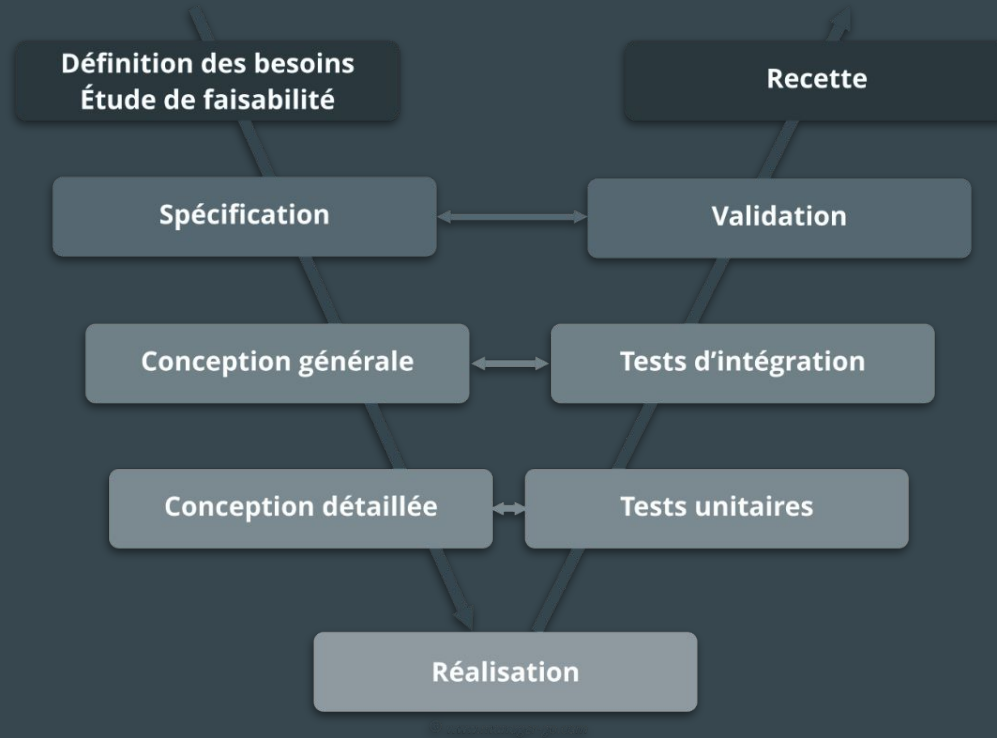 Définition des besoins
Étude de faisabilité
Recette
Spécification
Validation
Conception générale
Tests d’intégration
Conception détaillée
Tests unitaires
Réalisation